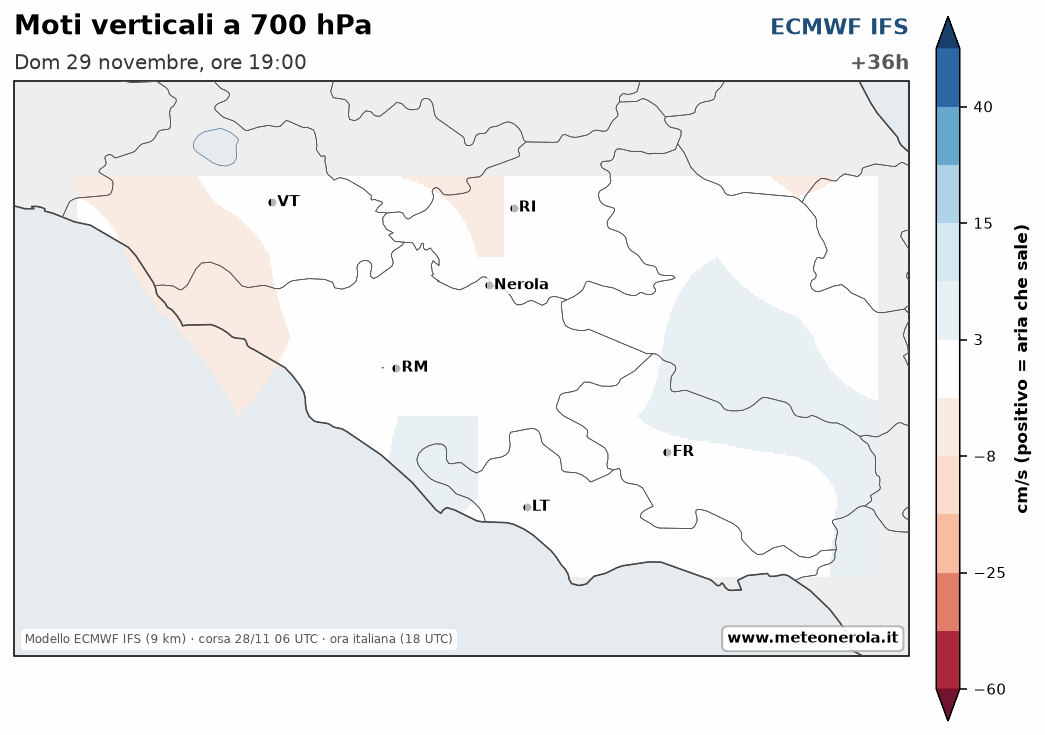 Moti verticali a 700 hPa
ECMWF IFS
Dom 29 novembre, ore 19:00
+36h
VT
RI
Nerola
RM
FR
LT
40
15
3
−8
−25
−60
cm/s (positivo = aria che sale)
Modello ECMWF IFS (9 km) · corsa 28/11 06 UTC · ora italiana (18 UTC)
www.meteonerola.it